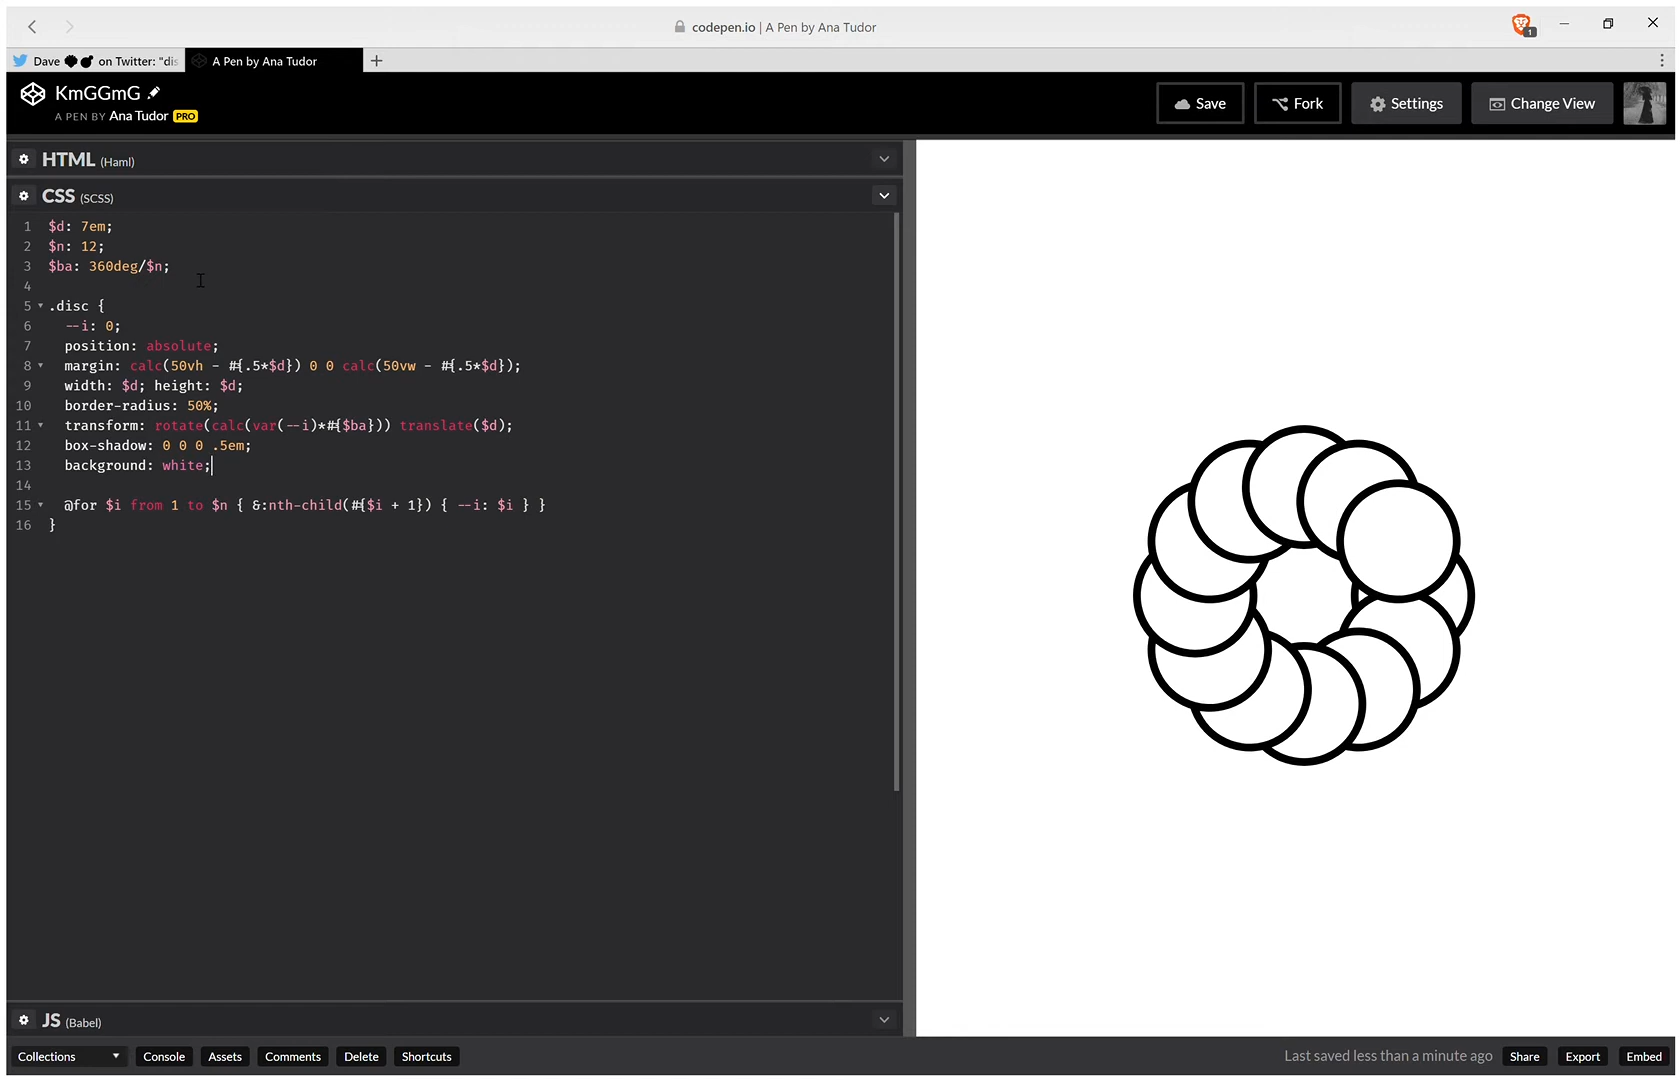 codepen.io | A Pen by Ana Tudor
1
Dave on Twitter: "dis
A Pen by Ana Tudor
KmGGmG
A PEN BY Ana Tudor PRO
Save
Fork
Settings
Change View
HTML (Haml)
CSS (SCSS)
1 $d: 7em;
2 $n: 12;
3 $ba: 360deg/$n;
4
5 .disc {
6 --i: 0;
7 position: absolute;
8 margin: calc(50vh - #{.5*$d}) 0 0 calc(50vw - #{.5*$d});
9 width: $d; height: $d;
10 border-radius: 50%;
11 transform: rotate(calc(var(--i)*#{$ba})) translate($d);
12 box-shadow: 0 0 0 .5em;
13 background: white;
14
15 @for $i from 1 to $n { &:nth-child(#{$i + 1}) { --i: $i } }
16 }
JS (Babel)
Collections
Console
Assets
Comments
Delete
Shortcuts
Last saved less than a minute ago
Share
Export
Embed